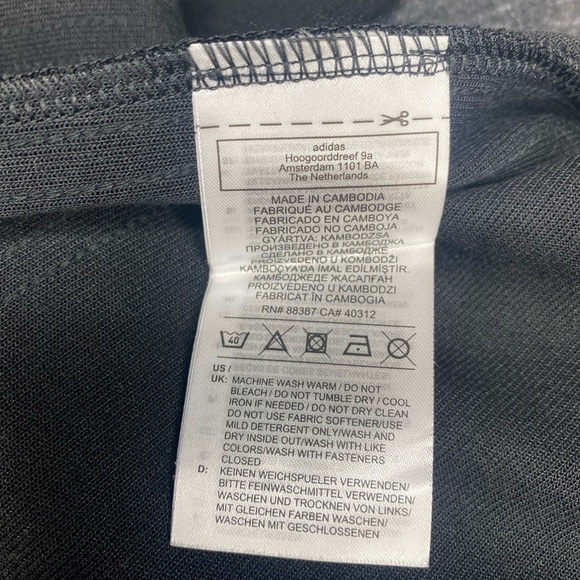 adidas
Hoogoorddreef 9a
Amsterdam 1101 BA
The Netherlands
MADE IN CAMBODIA
FABRIQUÉ AU CAMBODGE
FABRICADO EN CAMBOYA
FABRICADO NO CAMBOJA
GYÁRTVA: KAMBODZSA
ПРОИЗВЕДЕНО В КАМБОДЖА
СДЕЛАНО В КАМБОДЖЕ
PROIZVEDENO U KOMBODŽI
KAMBOÇYA'DA İMAL EDİLMİŞTİR.
КАМБОДЖЕДЕ ЖАСАЛҒАН
PROIZVEDENO U KAMBODZI
FABRICAT ÎN CAMBOGIA
RN# 88387 CA# 40312
40
US /
UK: MACHINE WASH WARM / DO NOT
BLEACH / DO NOT TUMBLE DRY / COOL
IRON IF NEEDED / DO NOT DRY CLEAN
DO NOT USE FABRIC SOFTENER/USE
MILD DETERGENT ONLY/WASH AND
DRY INSIDE OUT/WASH WITH LIKE
COLORS/WASH WITH FASTENERS
CLOSED
D: KEINEN WEICHSPUELER VERWENDEN/
BITTE FEINWASCHMITTEL VERWENDEN/
WASCHEN UND TROCKNEN VON LINKS/
MIT GLEICHEN FARBEN WASCHEN/
WASCHEN MIT GESCHLOSSENEN